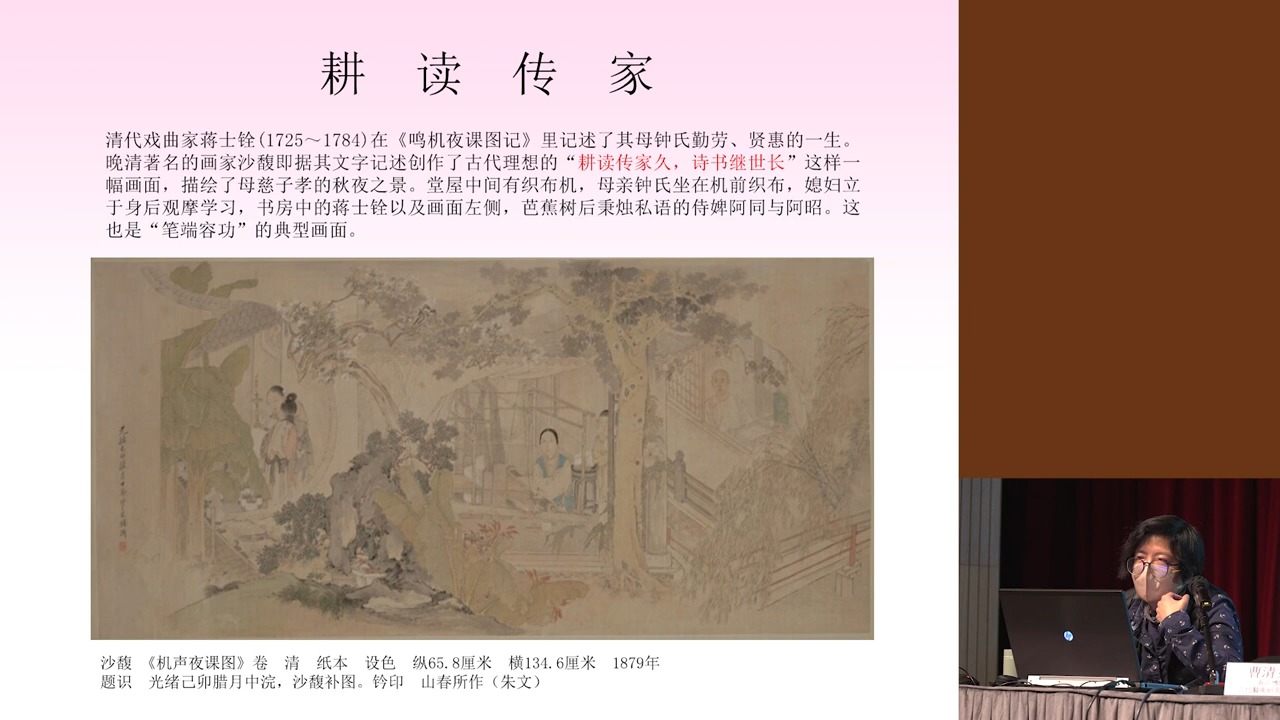 耕 读 传 家
清代戏曲家蒋士铨(1725～1784)在《鸣机夜课图记》里记述了其母钟氏勤劳、贤惠的一生。
晚清著名的画家沙馥即据其文字记述创作了古代理想的“耕读传家久，诗书继世长”这样一
幅画面，描绘了母慈子孝的秋夜之景。堂屋中间有织布机，母亲钟氏坐在机前织布，媳妇立
于身后观摩学习，书房中的蒋士铨以及画面左侧，芭蕉树后秉烛私语的侍婢阿同与阿昭。这
也是“笔端容功”的典型画面。
沙馥 《机声夜课图》卷 清 纸本 设色 纵65.8厘米 横134.6厘米 1879年
题识 光绪己卯腊月中浣，沙馥补图。钤印 山春所作（朱文）
hp